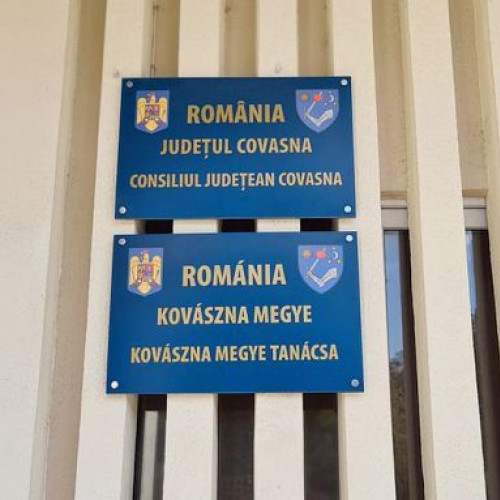 ROMÂNIA
JUDEȚUL COVASNA
CONSILIUL JUDEȚEAN COVASNA
ROMÁNIA
KOVÁSZNA MEGYE
KOVÁSZNA MEGYE TANÁCSA